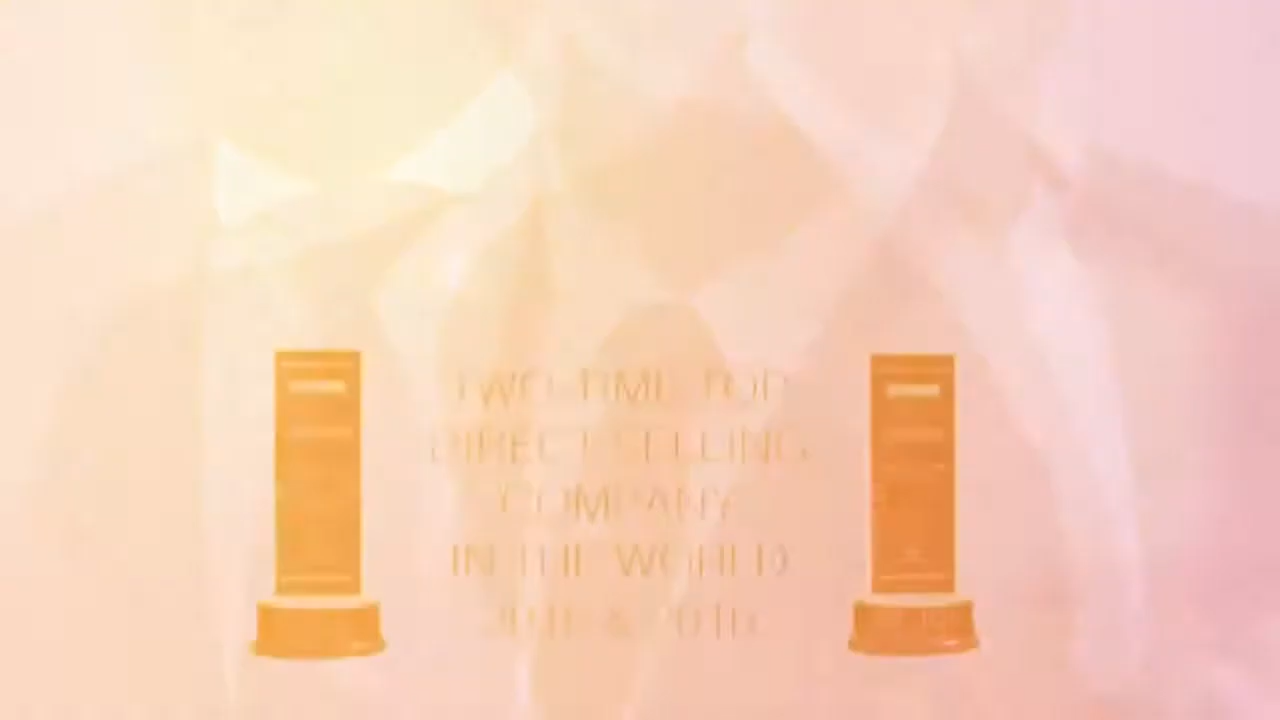 TWO-TIME TOP
DIRECT SELLING
COMPANY
IN THE WORLD